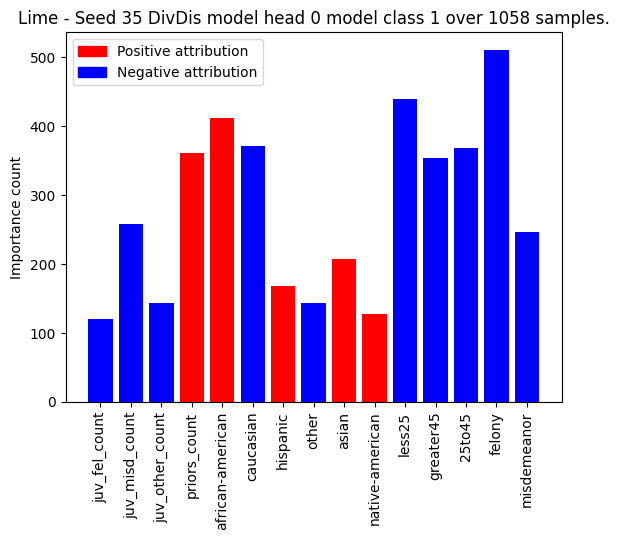 Lime - Seed 35 DivDis model head 0 model class 1 over 1058 samples.
Positive attribution
Negative attribution
Importance count
500
400
300
200
100
0
juv_fel_count
juv_misd_count
juv_other_count
priors_count
african-american
caucasian
hispanic
other
asian
native-american
less25
greater45
25to45
felony
misdemeanor